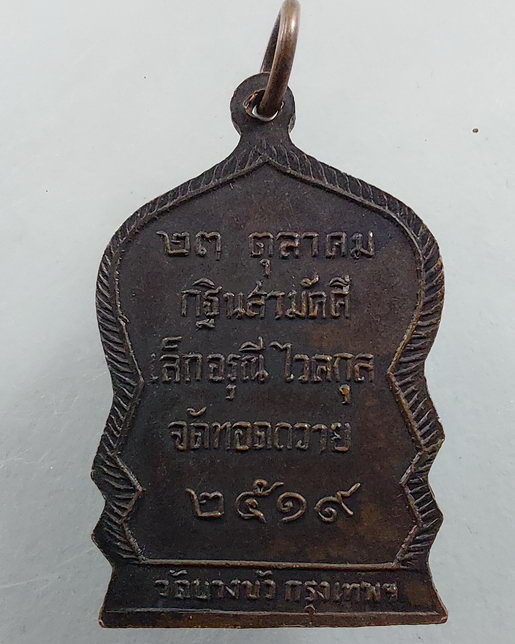 ๒๓ ตุลาคม
กฐินสามัคคี
เล็กอรุณี ไวลกุล
จัดทอดถวาย
๒๕๑๙
วัดบางบัว กรุงเทพฯ